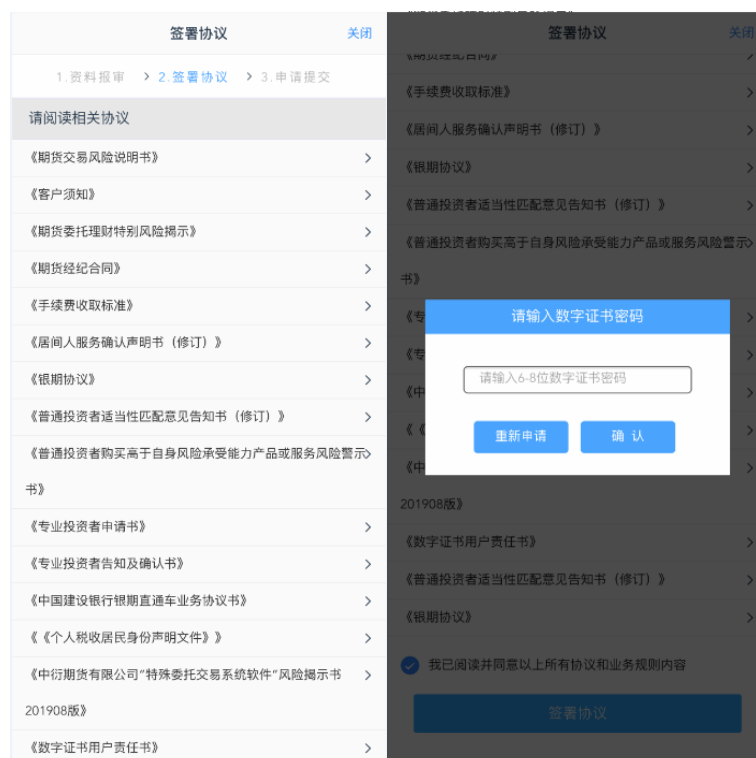 签署协议
关闭
1.资料报审 > 2.签署协议 > 3.申请提交
请阅读相关协议
《期货交易风险说明书》
《客户须知》
《期货委托理财特别风险揭示》
《期货经纪合同》
《手续费收取标准》
《居间人服务确认声明书（修订）》
《银期协议》
《普通投资者适当性匹配意见告知书（修订）》
《普通投资者购买高于自身风险承受能力产品或服务风险警示
书》
《专业投资者申请书》
《专业投资者告知及确认书》
《中国建设银行银期直通车业务协议书》
《《个人税收居民身份声明文件》》
《中衍期货有限公司“特殊委托交易系统软件”风险揭示书
201908版》
《数字证书用户责任书》
签署协议
关闭
《期货经纪合同》
《手续费收取标准》
《居间人服务确认声明书（修订）》
《银期协议》
《普通投资者适当性匹配意见告知书（修订）》
《普通投资者购买高于自身风险承受能力产品或服务风险警示
书》
《专
《专
《中
《《
《中
请输入数字证书密码
请输入6-8位数字证书密码
重新申请
确 认
201908版》
《数字证书用户责任书》
《普通投资者适当性匹配意见告知书（修订）》
《银期协议》
我已阅读并同意以上所有协议和业务规则内容
签署协议